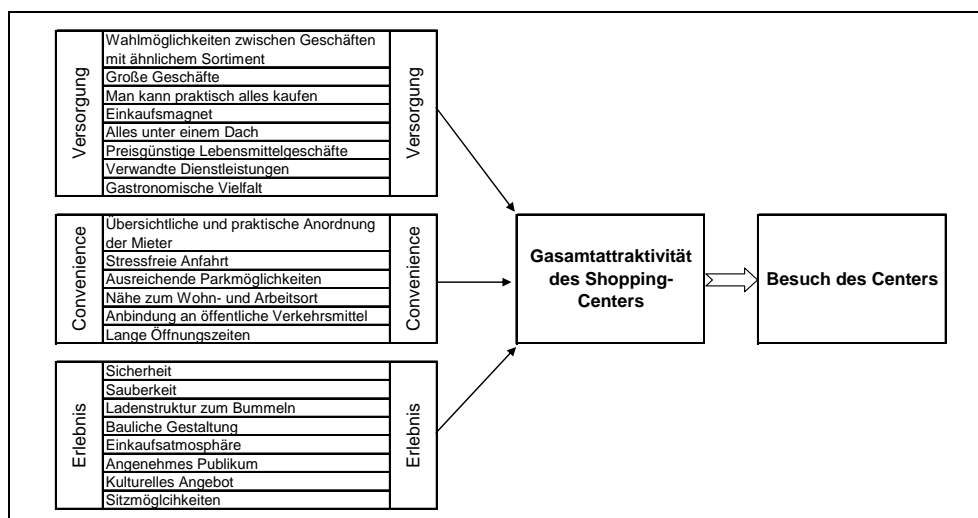 Versorgung
Wahlmöglichkeiten zwischen Geschäften
mit ähnlichem Sortiment
Große Geschäfte
Man kann praktisch alles kaufen
Einkaufsmagnet
Alles unter einem Dach
Preisgünstige Lebensmittelgeschäfte
Verwandte Dienstleistungen
Gastronomische Vielfalt
Versorgung
Convenience
Übersichtliche und praktische Anordnung
der Mieter
Stressfreie Anfahrt
Ausreichende Parkmöglichkeiten
Nähe zum Wohn- und Arbeitsort
Anbindung an öffentliche Verkehrsmittel
Lange Öffnungszeiten
Convenience
Erlebnis
Sicherheit
Sauberkeit
Ladenstruktur zum Bummeln
Bauliche Gestaltung
Einkaufsatmosphäre
Angenehmes Publikum
Kulturelles Angebot
Sitzmöglcihkeiten
Erlebnis
Gasamtattraktivität
des Shopping-
Centers
Besuch des Centers